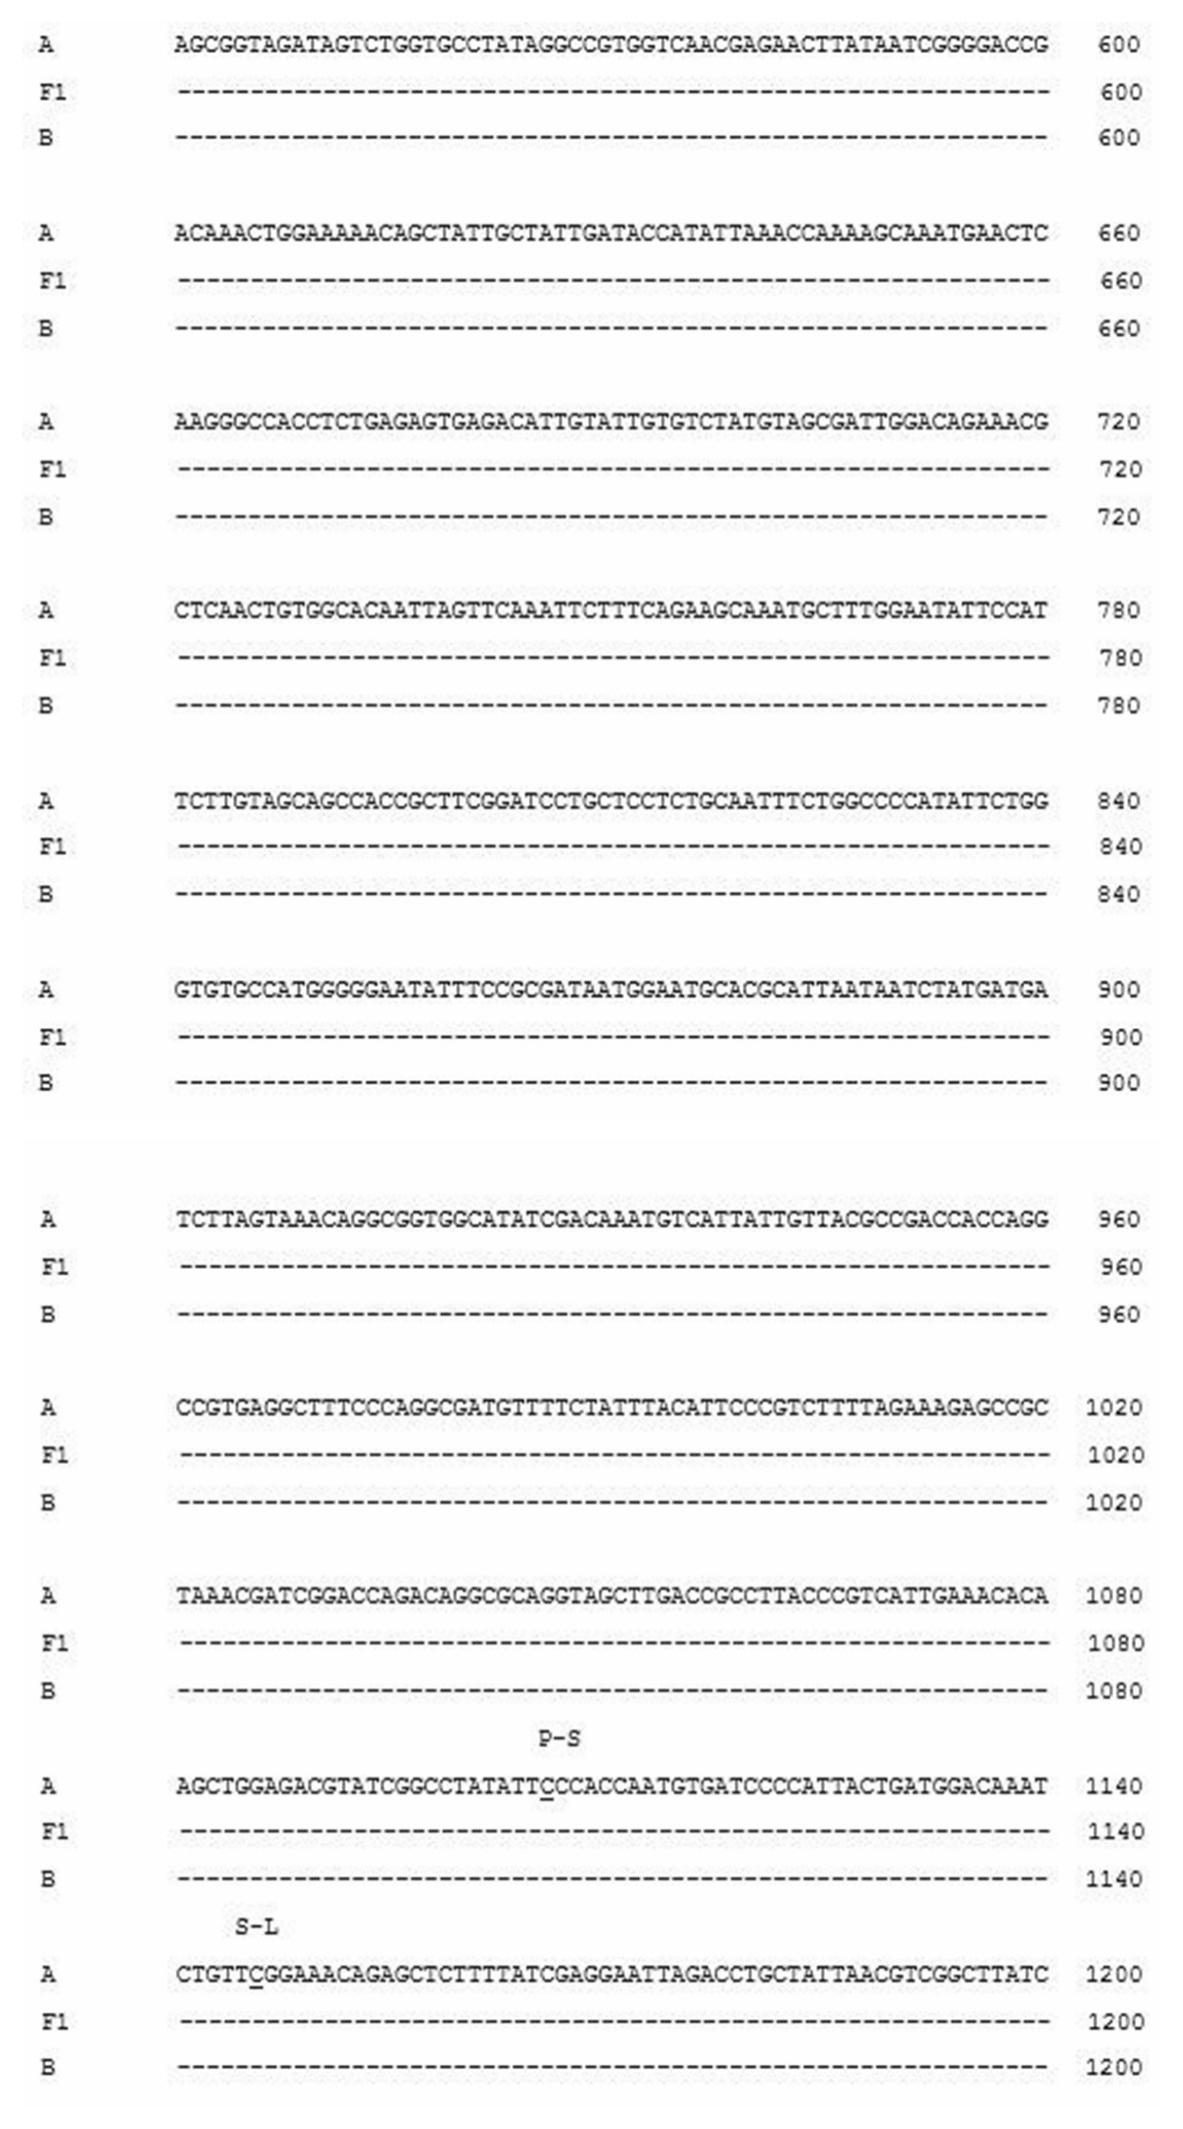 A AGCGGTAGATAGTCTGGTGCCTATAGGCCGTGGTCAACGAGAACTTATAATCGGGGACCG 600
F1 ------------------------------------------------------------ 600
B ------------------------------------------------------------ 600
A ACAAACTGGAAAAACAGCTATTGCTATTGATACCATATTAAACCAAAAGCAAATGAACTC 660
F1 ------------------------------------------------------------ 660
B ------------------------------------------------------------ 660
A AAGGGCCACCTCTGAGAGTGAGACATTGTATTGTGTCTATGTAGCGATTGGACAGAAACG 720
F1 ------------------------------------------------------------ 720
B ------------------------------------------------------------ 720
A CTCAACTGTGGCACAATTAGTTCAAATTCTTTCAGAAGCAAATGCTTTGGAATATTCCAT 780
F1 ------------------------------------------------------------ 780
B ------------------------------------------------------------ 780
A TCTTGTAGCAGCCACCGCTTCGGATCCTGCTCCTCTGCAATTTCTGGCCCCATATTCTGG 840
F1 ------------------------------------------------------------ 840
B ------------------------------------------------------------ 840
A GTGTGCCATGGGGGAATATTTCCGCGATAATGGAATGCACGCATTAATAATCTATGATGA 900
F1 ------------------------------------------------------------ 900
B ------------------------------------------------------------ 900
A TCTTAGTAAACAGGCGGTGGCATATCGACAAATGTCATTATTGTTACGCCGACCACCAGG 960
F1 ------------------------------------------------------------ 960
B ------------------------------------------------------------ 960
A CCGTGAGGCTTTCCCAGGCGATGTTTTCTATTTACATTCCCGTCTTTTAGAAAGAGCCGC 1020
F1 ------------------------------------------------------------ 1020
B ------------------------------------------------------------ 1020
A TAAACGATCGGACCAGACAGGCGCAGGTAGCTTGACCGCCTTACCCGTCATTGAAACACA 1080
F1 ------------------------------------------------------------ 1080
B ------------------------------------------------------------ 1080
P-S
A AGCTGGAGACGTATCGGCCTATATTCCCACCAATGTGATCCCCATTACTGATGGACAAAT 1140
F1 ------------------------------------------------------------ 1140
B ------------------------------------------------------------ 1140
S-L
A CTGTTCGGAAACAGAGCTCTTTTATCGAGGAATTAGACCTGCTATTAACGTCGGCTTATC 1200
F1 ------------------------------------------------------------ 1200
B ------------------------------------------------------------ 1200